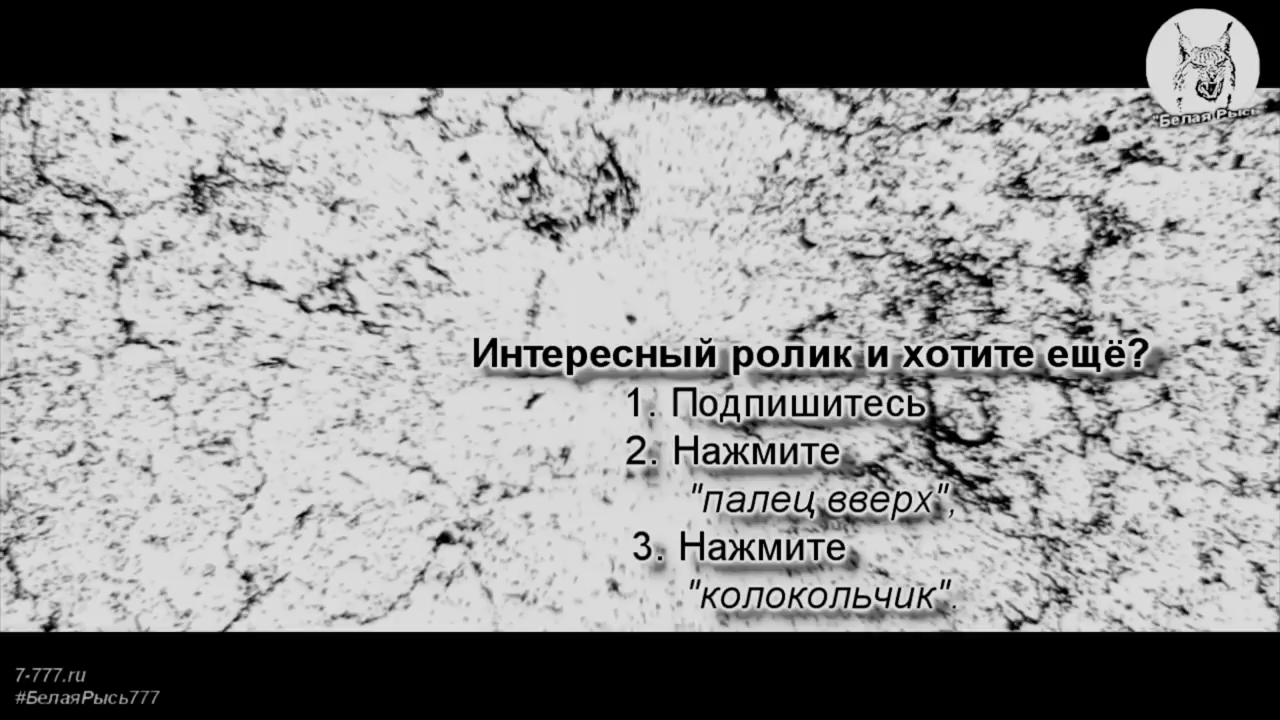 "Белая Рысь
Интересный ролик и хотите ещё?
1. Подпишитесь
2. Нажмите
"палец вверх",
3. Нажмите
"колокольчик".
7-777.ru
#БелаяРысь777